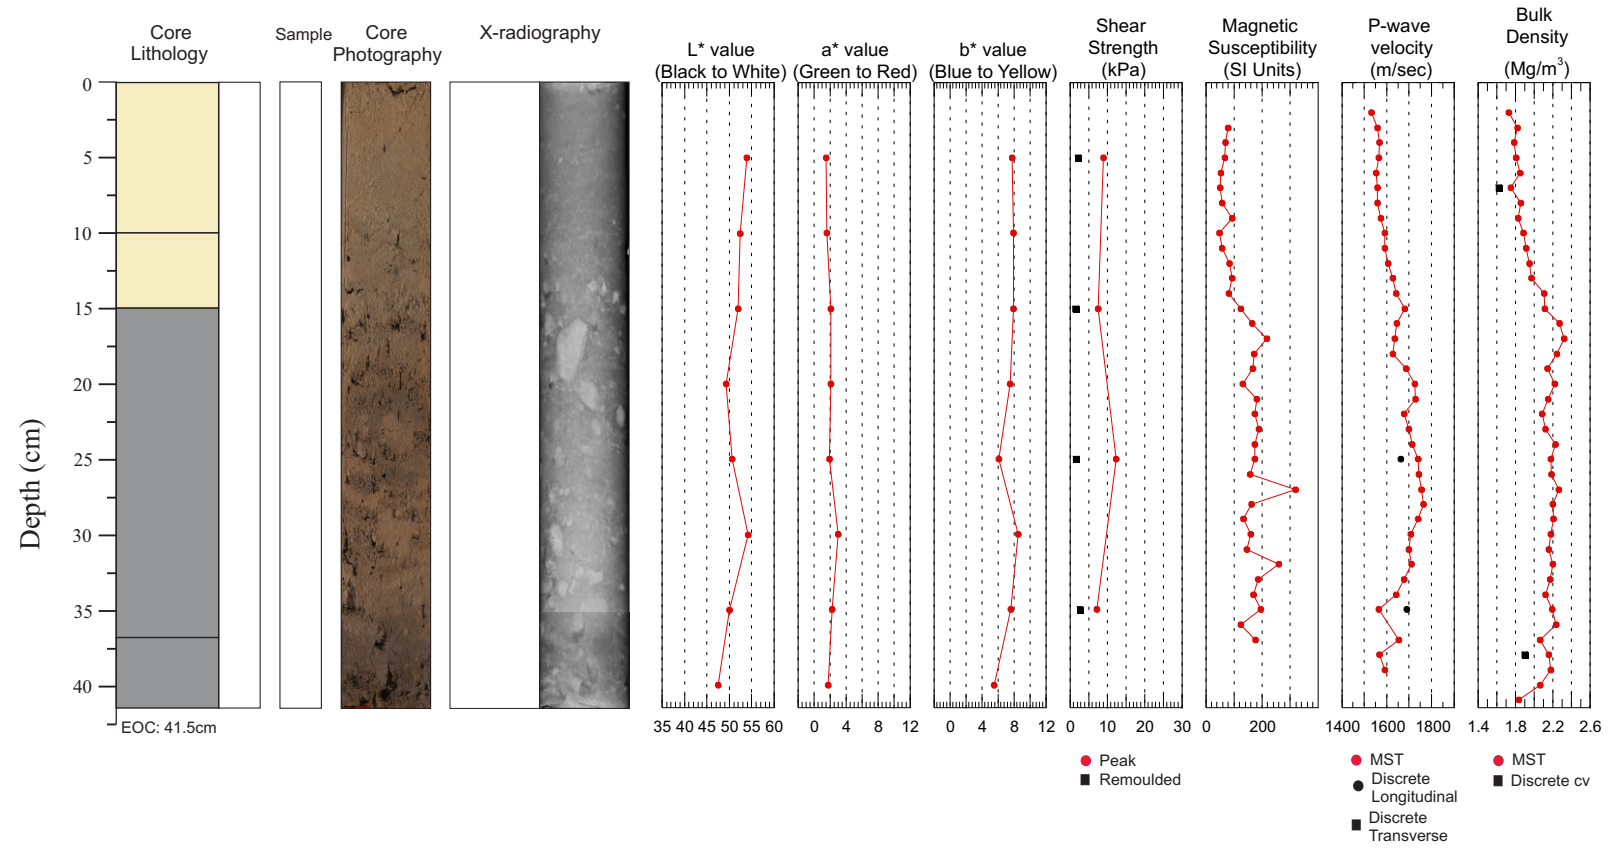 Core
Lithology
Sample
Core
Photography
X-radiography
L* value
(Black to White)
a* value
(Green to Red)
b* value
(Blue to Yellow)
Shear
Strength
(kPa)
Magnetic
Susceptibility
(SI Units)
P-wave
velocity
(m/sec)
Bulk
Density
(Mg/m³)
Depth (cm)
0
5
10
15
20
25
30
35
40
EOC: 41.5cm
35 40 45 50 55 60
0 4 8 12
0 4 8 12
0 10 20 30
0 200
1400 1600 1800
1.4 1.8 2.2 2.6
Peak
Remoulded
MST
Discrete
Longitudinal
Discrete
Transverse
MST
Discrete cv